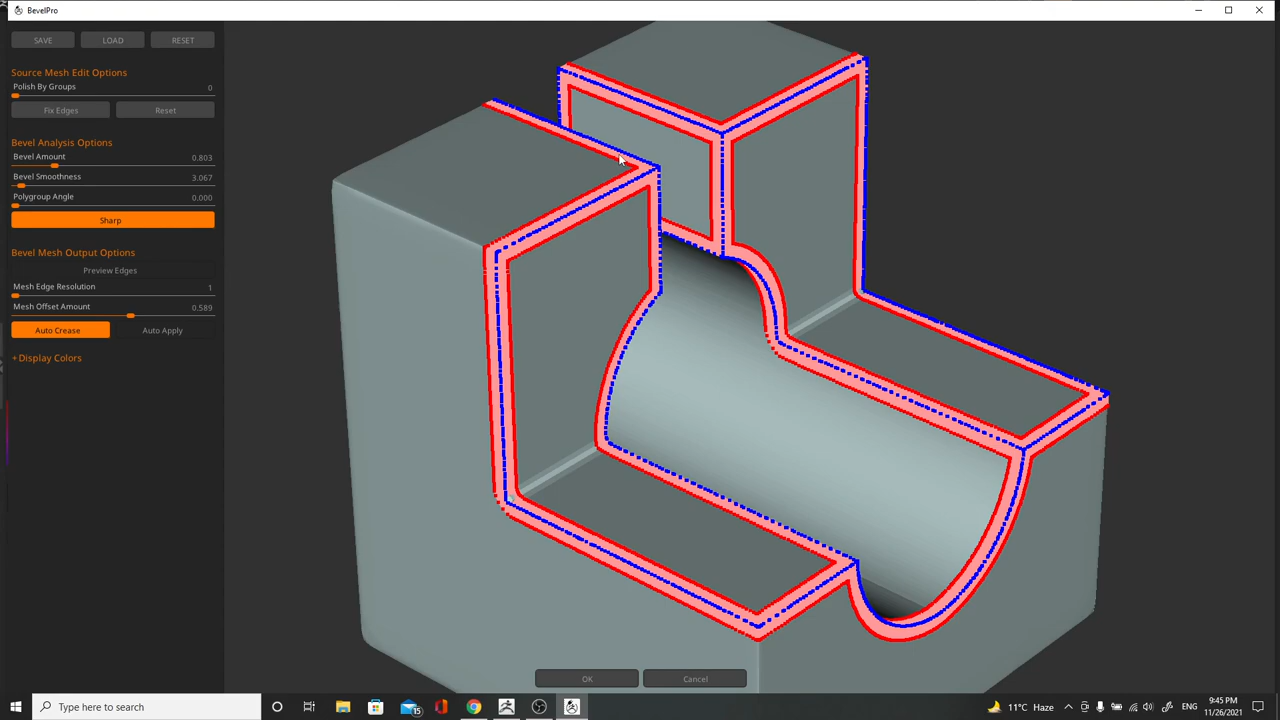 BevelPro
SAVE LOAD RESET
Source Mesh Edit Options
Polish By Groups 0
Fix Edges Reset
Bevel Analysis Options
Bevel Amount 0.803
Bevel Smoothness 3.067
Polygroup Angle 0.000
Sharp
Bevel Mesh Output Options
Preview Edges
Mesh Edge Resolution 1
Mesh Offset Amount 0.589
Auto Crease Auto Apply
+Display Colors
OK Cancel
Type here to search
15
11°C Haze
ENG
9:45 PM
11/26/2021